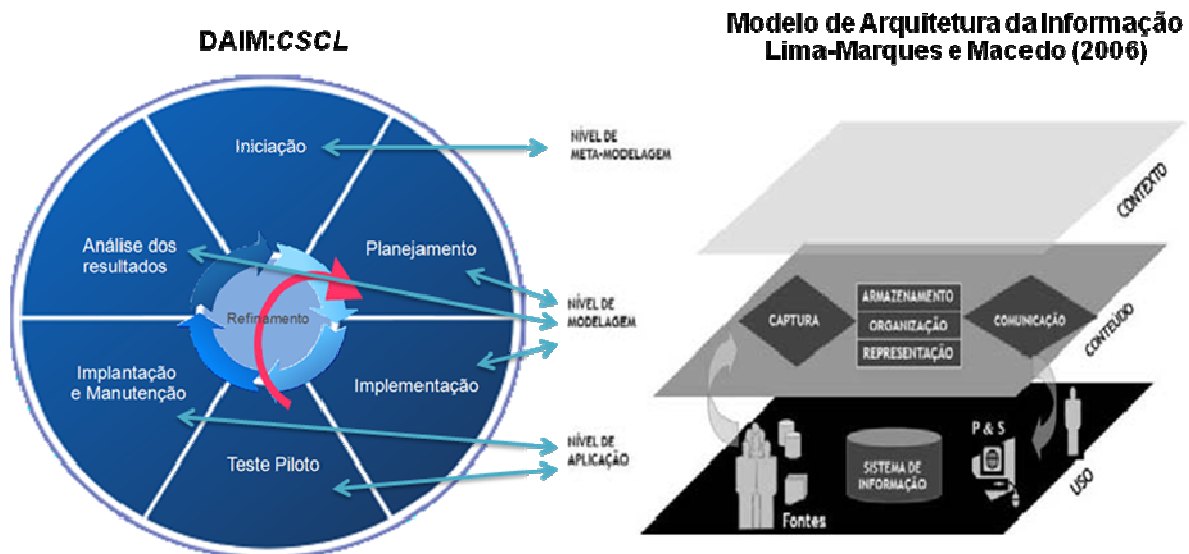 DAIM:CSCL
Iniciação
Planejamento
Implementação
Teste Piloto
Implantação
e Manutenção
Análise dos
resultados
Refinamento
NÍVEL DE
META-MODELAGEM
NÍVEL DE
MODELAGEM
NÍVEL DE
APLICAÇÃO
Modelo de Arquitetura da Informação
Lima-Marques e Macedo (2006)
CONTEXTO
CAPTURA
ARMAZENAMENTO
ORGANIZAÇÃO
REPRESENTAÇÃO
COMUNICAÇÃO
CONTEÚDO
Fontes
SISTEMA DE
INFORMAÇÃO
P & S
USO